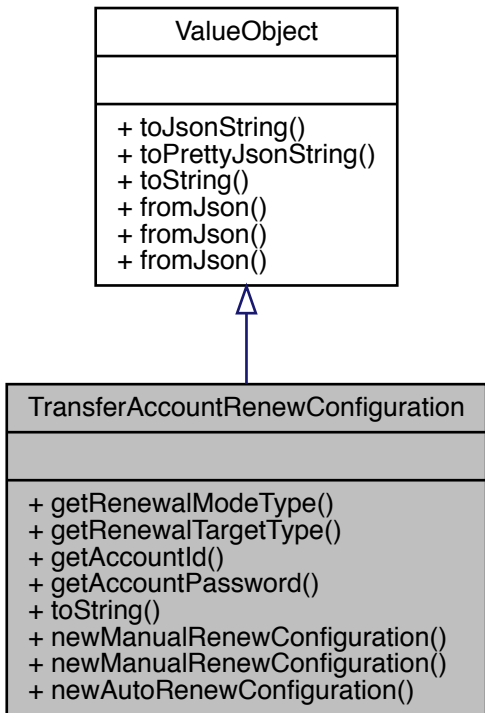 ValueObject
+ toJsonString()
+ toPrettyJsonString()
+ toString()
+ fromJson()
+ fromJson()
+ fromJson()
TransferAccountRenewConfiguration
+ getRenewalModeType()
+ getRenewalTargetType()
+ getAccountId()
+ getAccountPassword()
+ toString()
+ newManualRenewConfiguration()
+ newManualRenewConfiguration()
+ newAutoRenewConfiguration()